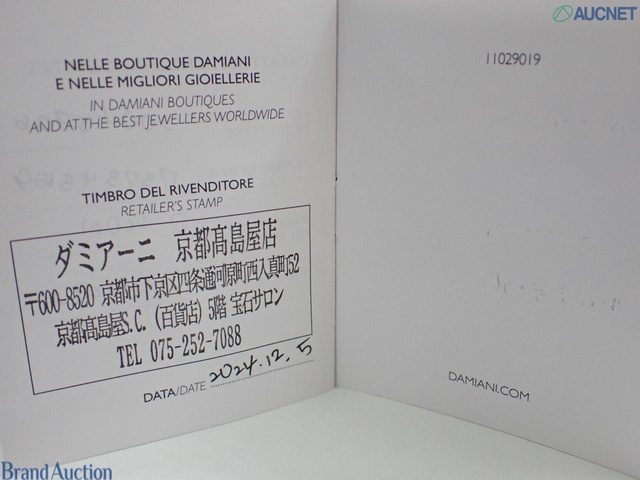 AUCNET
NELLE BOUTIQUE DAMIANI
E NELLE MIGLIORI GIOIELLERIE
IN DAMIANI BOUTIQUES
AND AT THE BEST JEWELLERS WORLDWIDE
TIMBRO DEL RIVENDITORE
RETAILER'S STAMP
ダミアーニ 京都髙島屋店
〒600-8520 京都市下京区四条通河原町西入真町52
京都髙島屋S.C.(百貨店)5階 宝石サロン
TEL 075-252-7088
DATA/DATE 2024.12.5
11029019
DAMIANI.COM
Brand Auction